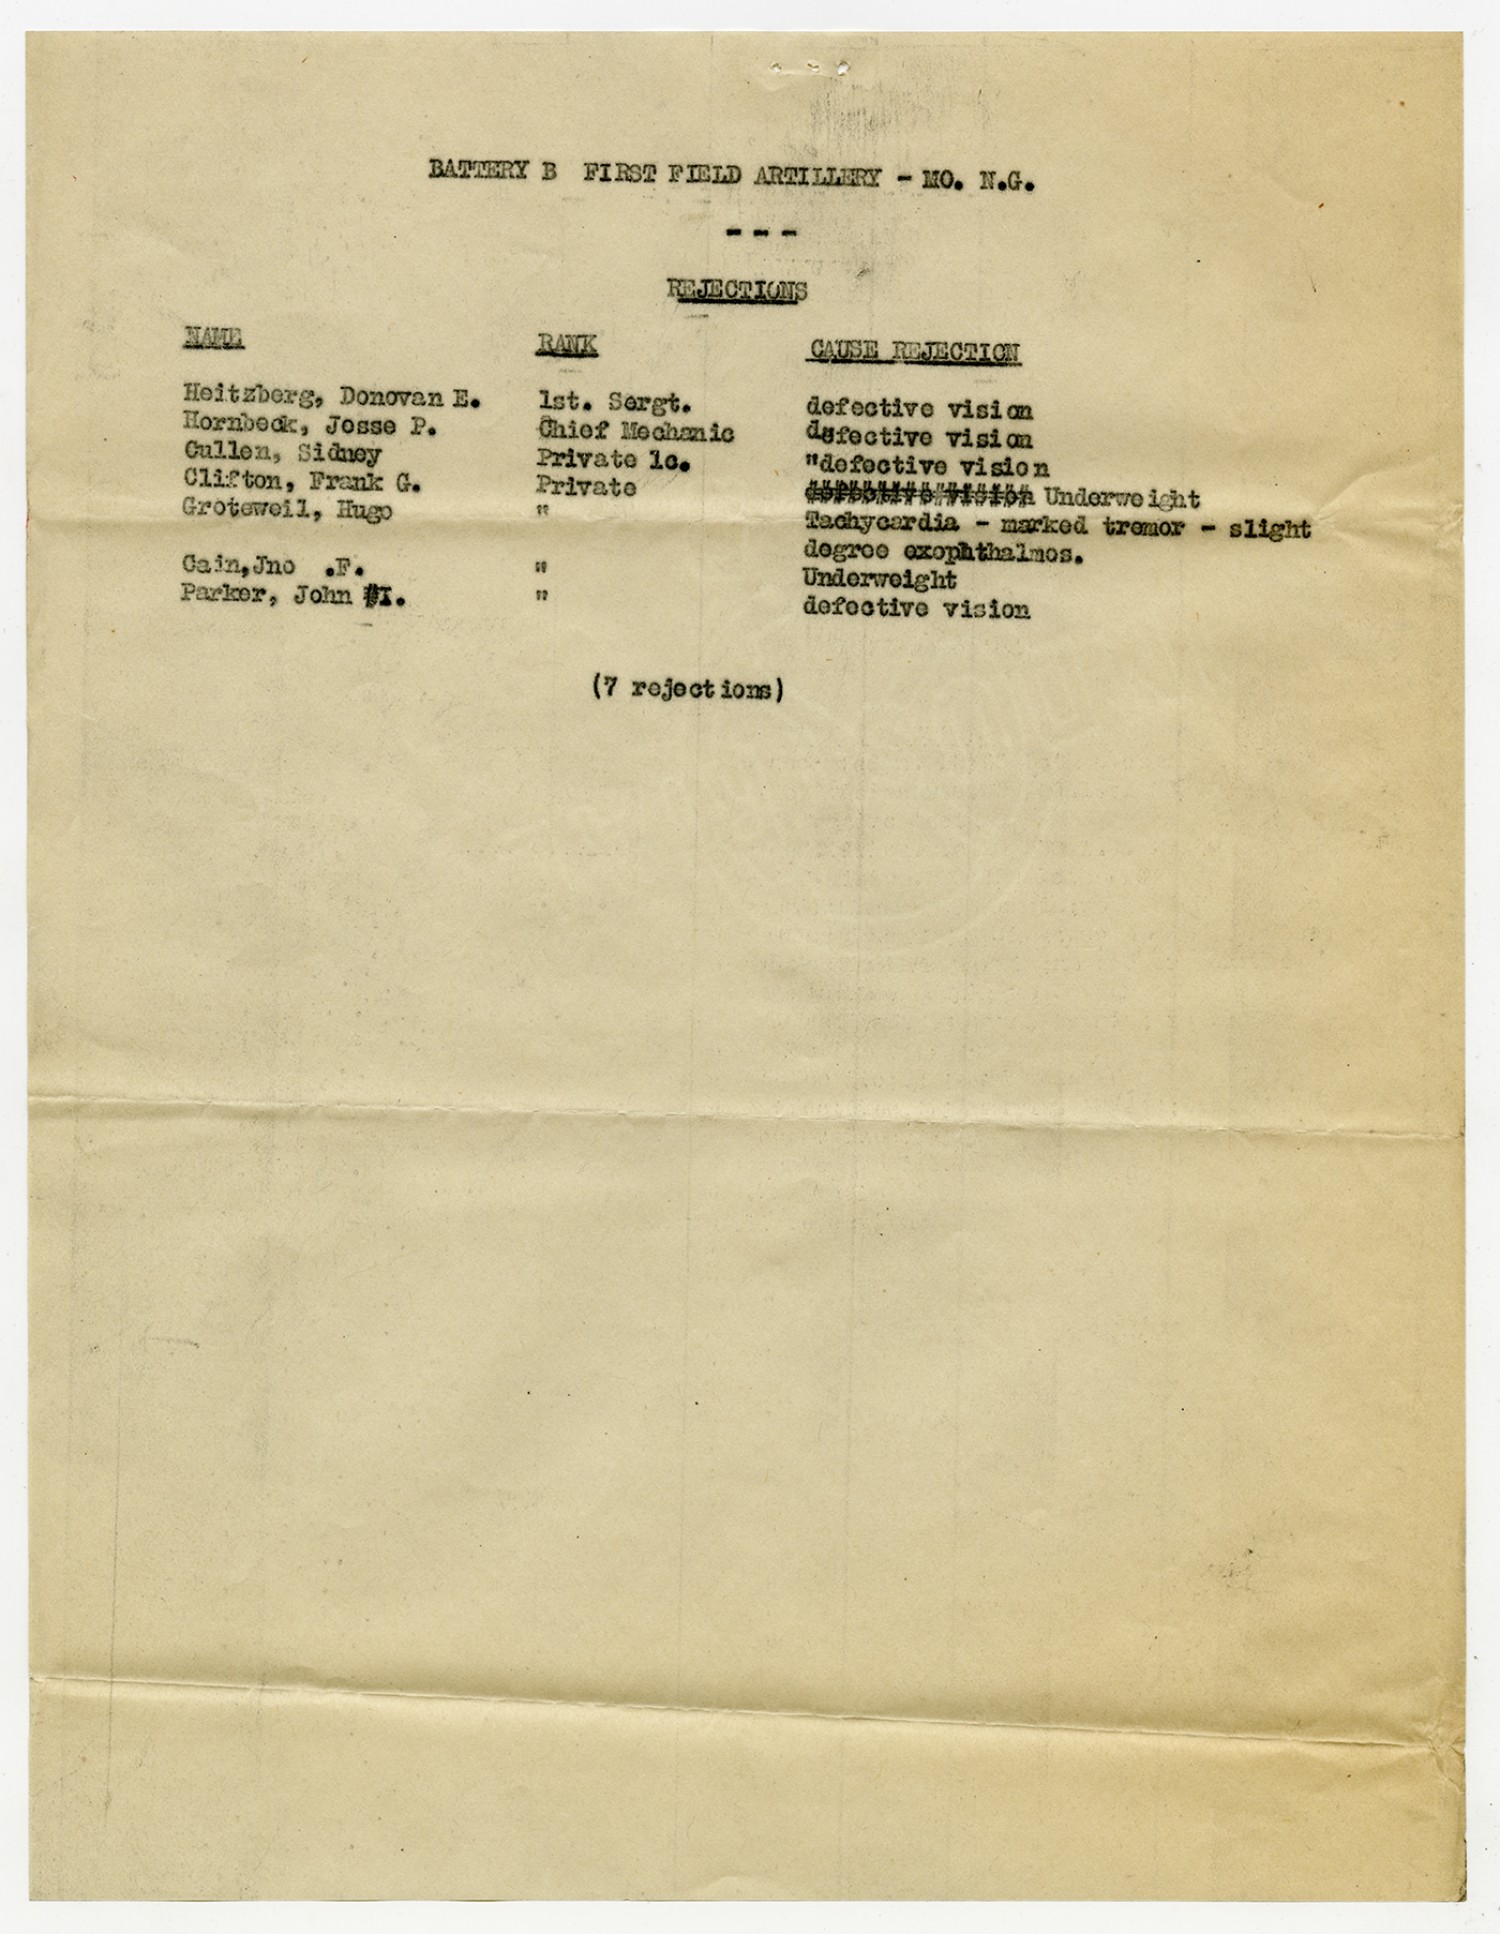 BATTERY B FIRST FIELD ARTILLERY - MO. N.G.
- - -
REJECTIONS
NAME RANK CAUSE REJECTION
Heitzberg, Donovan E. 1st. Sergt. defective vision
Hornbeck, Jesse P. Chief Mechanic defective vision
Cullen, Sidney Private 1c. "defective vision
Clifton, Frank G. Private defective vision Underweight
Groteweil, Hugo " Tachycardia - marked tremor - slight
degree exophthalmos.
Cain,Jno .F. " Underweight
Parker, John #I. " defective vision
(7 rejections)